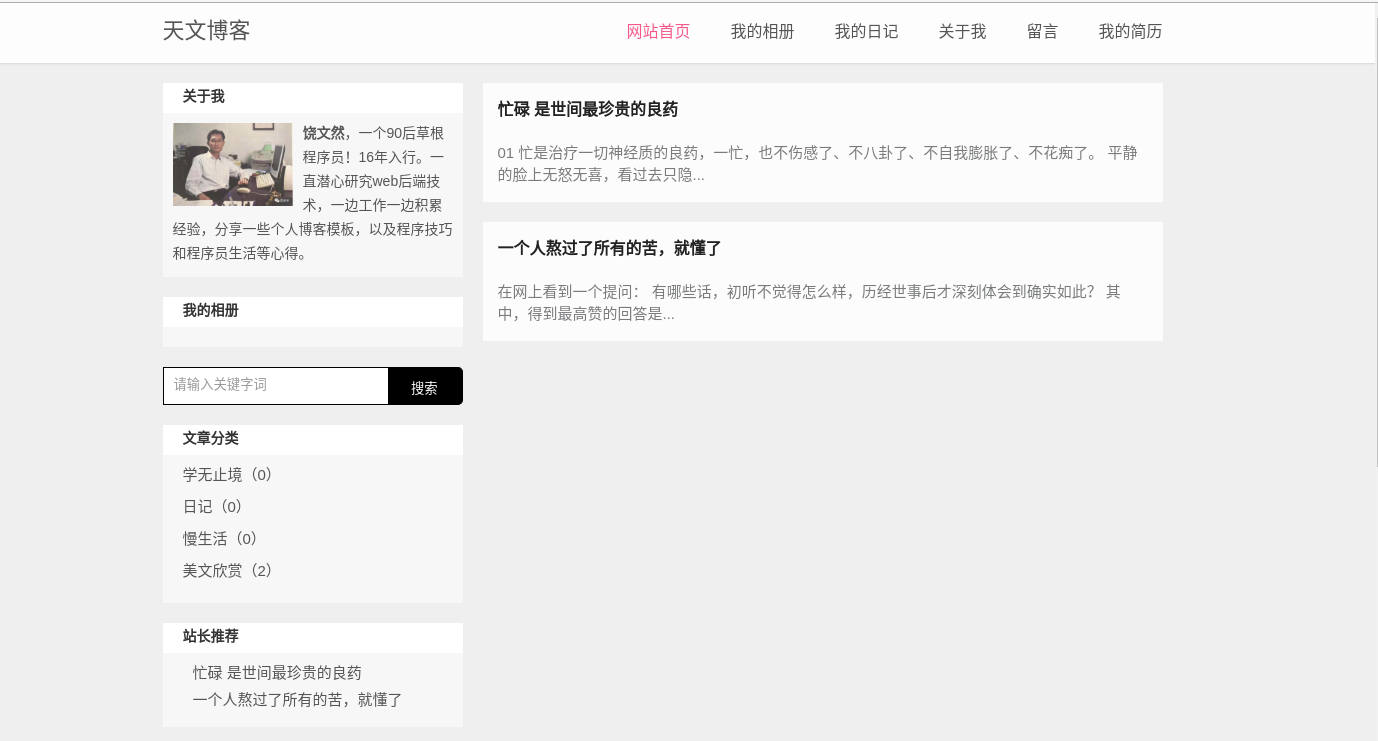 天文博客
网站首页 我的相册 我的日记 关于我 留言 我的简历
关于我
饶文然，一个90后草根
程序员！16年入行。一
直潜心研究web后端技
术，一边工作一边积累
经验，分享一些个人博客模板，以及程序技巧
和程序员生活等心得。
我的相册
请输入关键字词 搜索
文章分类
学无止境（0）
日记（0）
慢生活（0）
美文欣赏（2）
站长推荐
忙碌 是世间最珍贵的良药
一个人熬过了所有的苦，就懂了
忙碌 是世间最珍贵的良药
01 忙是治疗一切神经质的良药，一忙，也不伤感了、不八卦了、不自我膨胀了、不花痴了。 平静
的脸上无怒无喜，看过去只隐...
一个人熬过了所有的苦，就懂了
在网上看到一个提问： 有哪些话，初听不觉得怎么样，历经世事后才深刻体会到确实如此？ 其
中，得到最高赞的回答是...